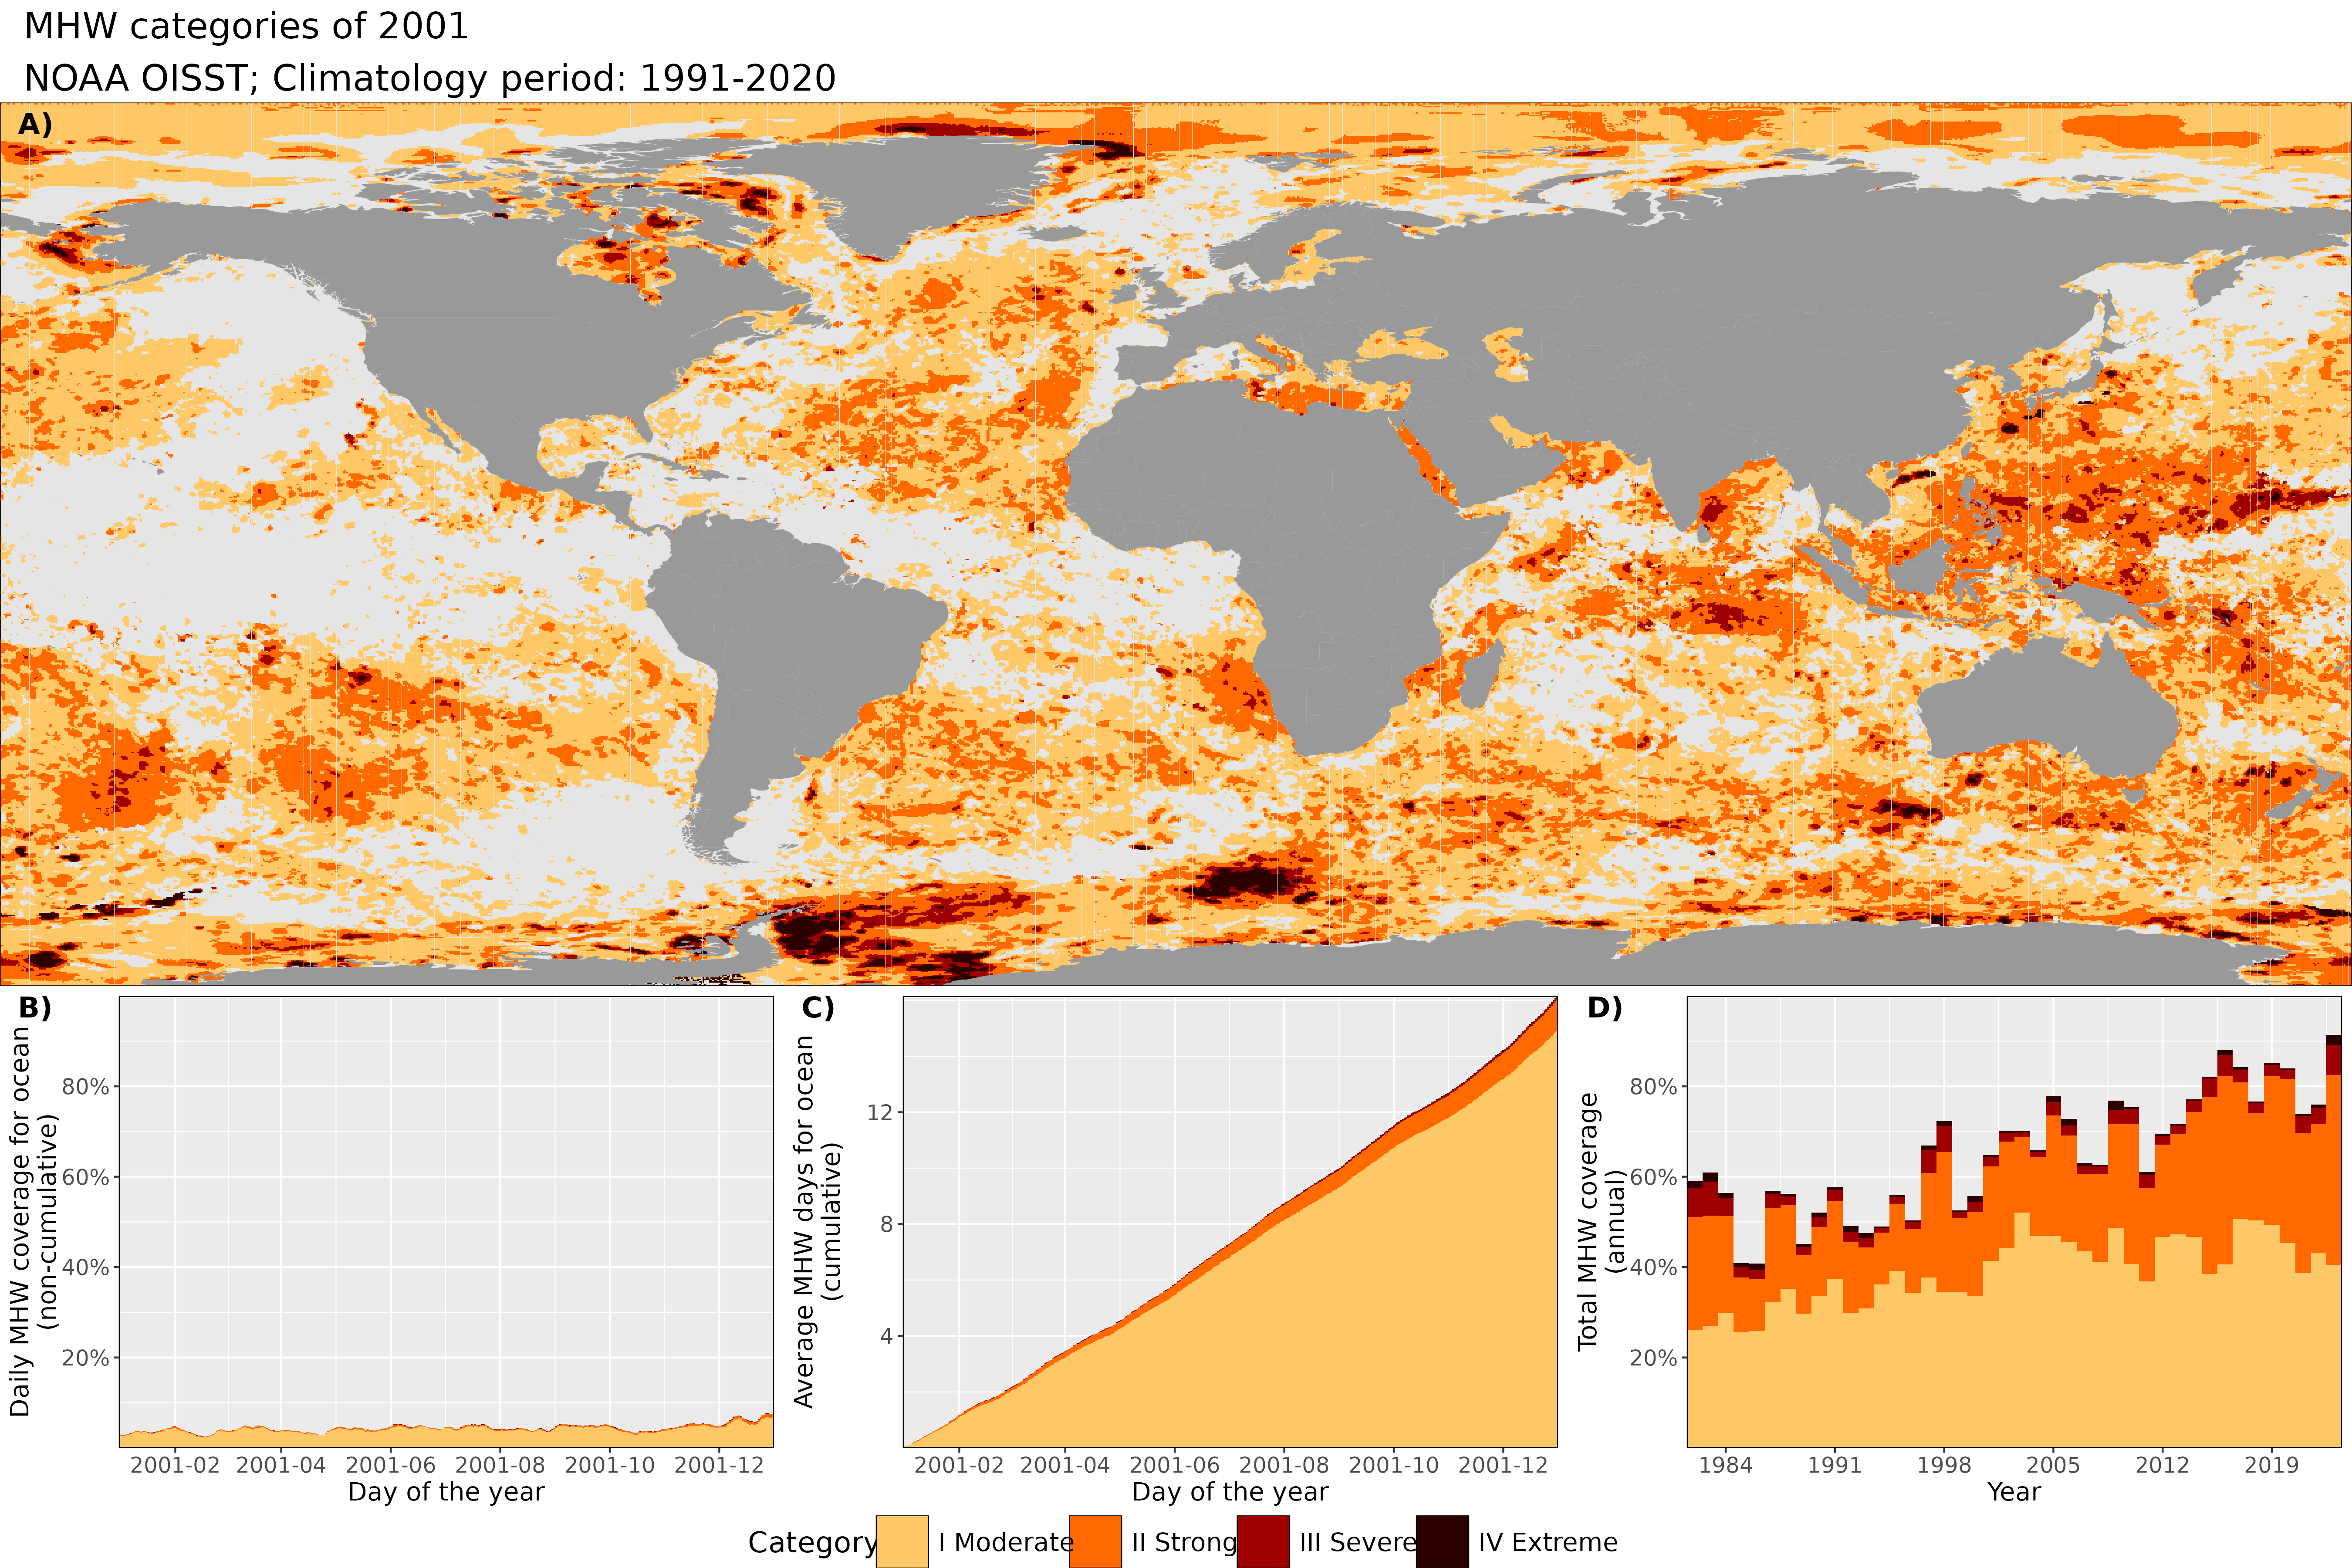 MHW categories of 2001
NOAA OISST; Climatology period: 1991-2020
A)
B)
Daily MHW coverage for ocean
(non-cumulative)
80%
60%
40%
20%
2001-02 2001-04 2001-06 2001-08 2001-10 2001-12
Day of the year
C)
Average MHW days for ocean
(cumulative)
12
8
4
2001-02 2001-04 2001-06 2001-08 2001-10 2001-12
Day of the year
D)
Total MHW coverage
(annual)
80%
60%
40%
20%
1984 1991 1998 2005 2012 2019
Year
Category I Moderate II Strong III Severe IV Extreme